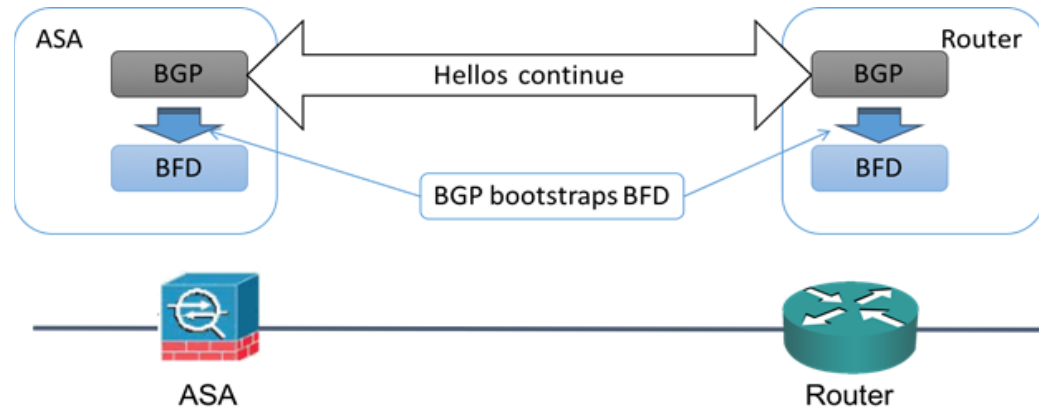 ASA
Router
BGP
Hellos continue
BGP
BFD
BFD
BGP bootstraps BFD
ASA
Router